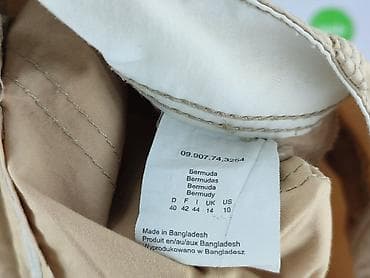 09.907.74.3264
Bermuda
Bermudas
Bermuda
Bermudy
D F I UK US
40 42 44 14 10
Made in Bangladesh
Produit en/au/aux Bangladesh
Wyprodukowano w Bangladesz